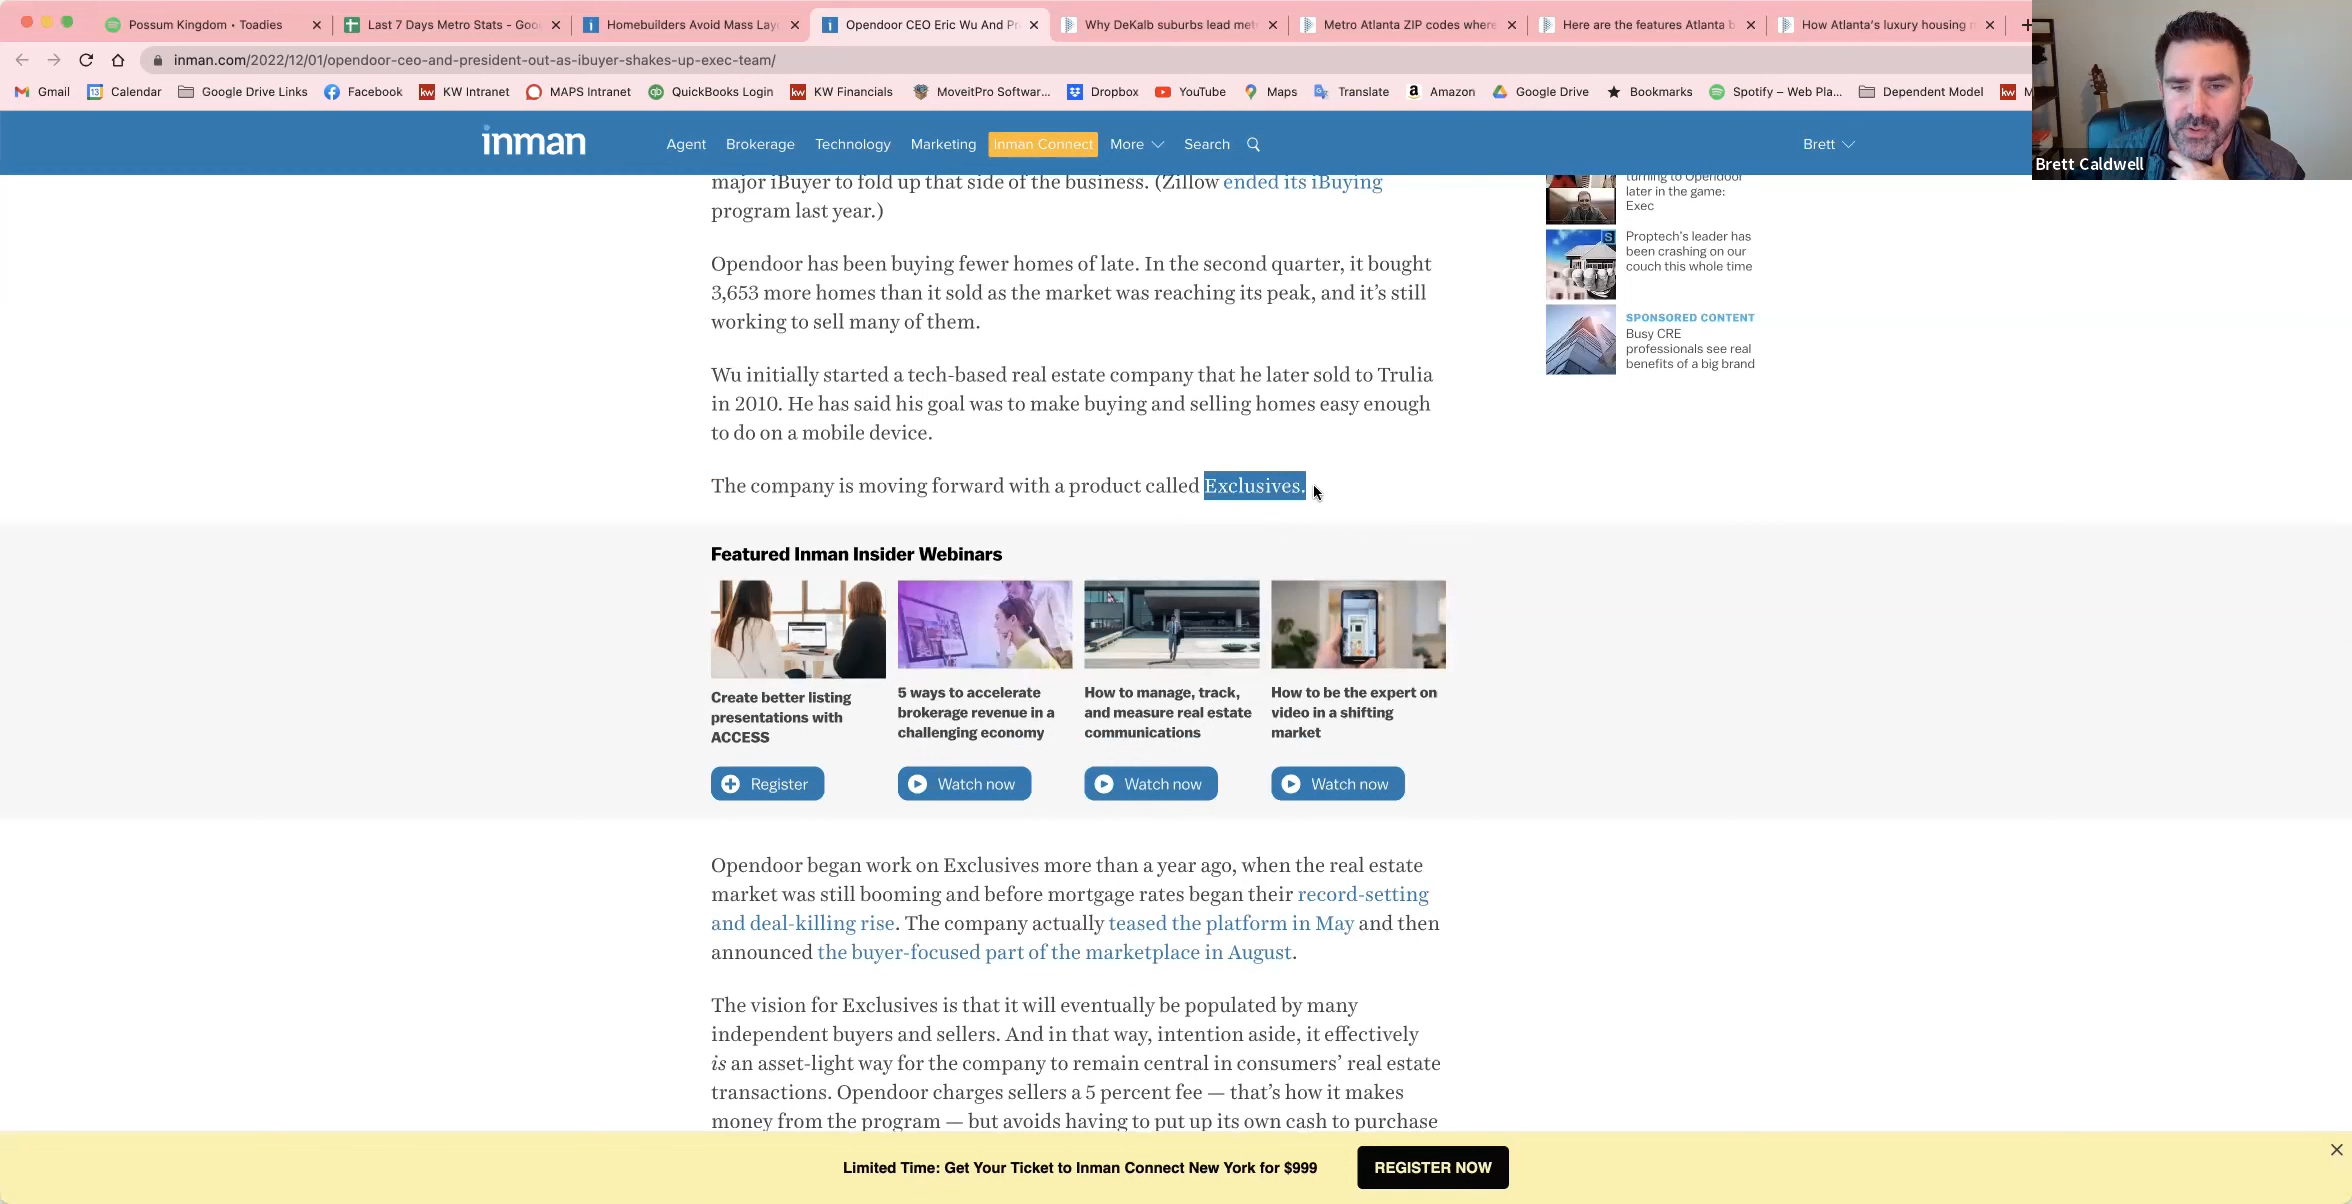 Possum Kingdom • Toadies
Last 7 Days Metro Stats - Goo
Homebuilders Avoid Mass Layo
Opendoor CEO Eric Wu And Pr
Why DeKalb suburbs lead met
Metro Atlanta ZIP codes where
Here are the features Atlanta b
How Atlanta's luxury housing m
inman.com/2022/12/01/opendoor-ceo-and-president-out-as-ibuyer-shakes-up-exec-team/
Gmail
Calendar
Google Drive Links
Facebook
KW Intranet
MAPS Intranet
QuickBooks Login
KW Financials
MoveitPro Softwar...
Dropbox
YouTube
Maps
Translate
Amazon
Google Drive
Bookmarks
Spotify – Web Pla...
Dependent Model
Brett Caldwell
inman
Agent
Brokerage
Technology
Marketing
Inman Connect
More
Search
Brett
major iBuyer to fold up that side of the business. (Zillow ended its iBuying
program last year.)
Opendoor has been buying fewer homes of late. In the second quarter, it bought
3,653 more homes than it sold as the market was reaching its peak, and it's still
working to sell many of them.
Wu initially started a tech-based real estate company that he later sold to Trulia
in 2010. He has said his goal was to make buying and selling homes easy enough
to do on a mobile device.
The company is moving forward with a product called Exclusives.
turning to Opendoor
later in the game:
Exec
Proptech's leader has
been crashing on our
couch this whole time
SPONSORED CONTENT
Busy CRE
professionals see real
benefits of a big brand
Featured Inman Insider Webinars
Create better listing
presentations with
ACCESS
Register
5 ways to accelerate
brokerage revenue in a
challenging economy
Watch now
How to manage, track,
and measure real estate
communications
Watch now
How to be the expert on
video in a shifting
market
Watch now
Opendoor began work on Exclusives more than a year ago, when the real estate
market was still booming and before mortgage rates began their record-setting
and deal-killing rise. The company actually teased the platform in May and then
announced the buyer-focused part of the marketplace in August.
The vision for Exclusives is that it will eventually be populated by many
independent buyers and sellers. And in that way, intention aside, it effectively
is an asset-light way for the company to remain central in consumers' real estate
transactions. Opendoor charges sellers a 5 percent fee — that's how it makes
money from the program — but avoids having to put up its own cash to purchase
Limited Time: Get Your Ticket to Inman Connect New York for $999
REGISTER NOW